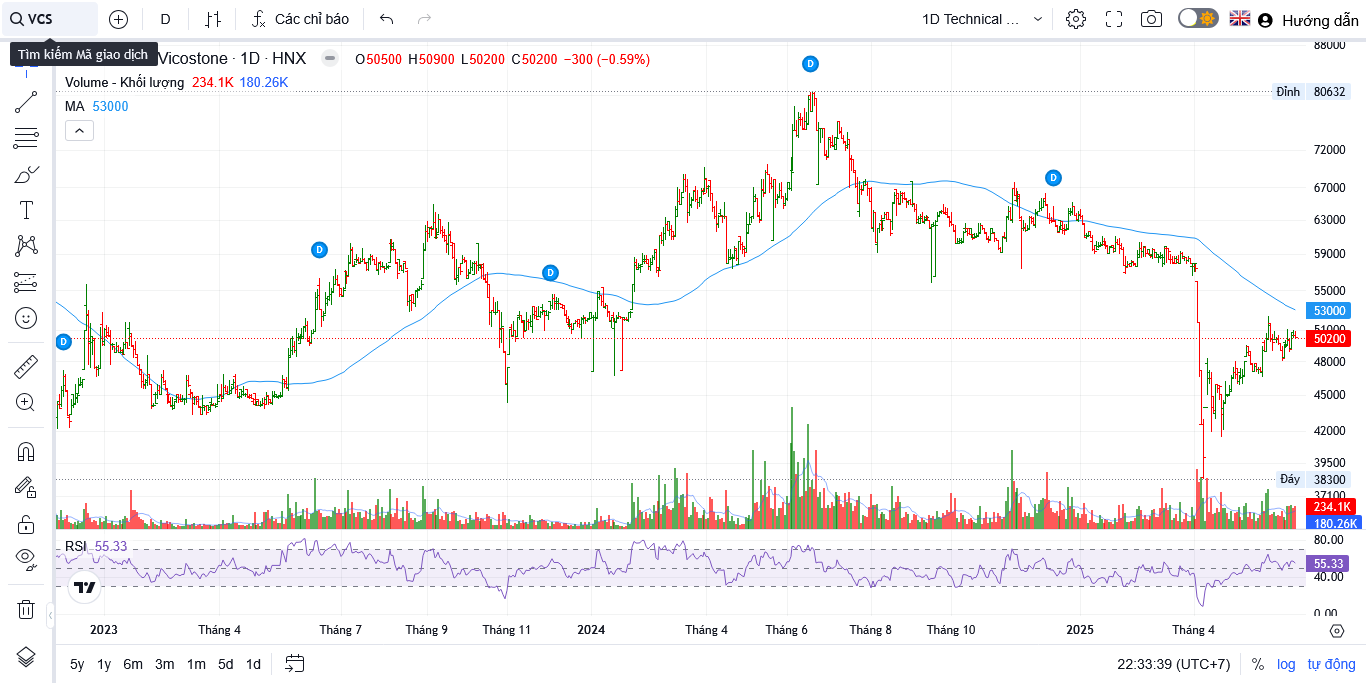 VCS
D
Các chỉ báo
1D Technical ...
Hướng dẫn
Tìm kiếm Mã giao dịch
Vicostone · 1D · HNX
O50500 H50900 L50200 C50200 −300 (−0.59%)
Volume - Khối lượng 234.1K 180.26K
MA 53000
D
D
D
D
D
88000
Đỉnh 80632
72000
67000
63000
59000
55000
53000
51000
50200
48000
45000
42000
39500
Đáy 38300
37100
234.1K
180.26K
RSI 55.33
80.00
55.33
40.00
0.00
2023 Tháng 4 Tháng 7 Tháng 9 Tháng 11 2024 Tháng 4 Tháng 6 Tháng 8 Tháng 10 2025 Tháng 4
5y 1y 6m 3m 1m 5d 1d
22:33:39 (UTC+7) % log tự động